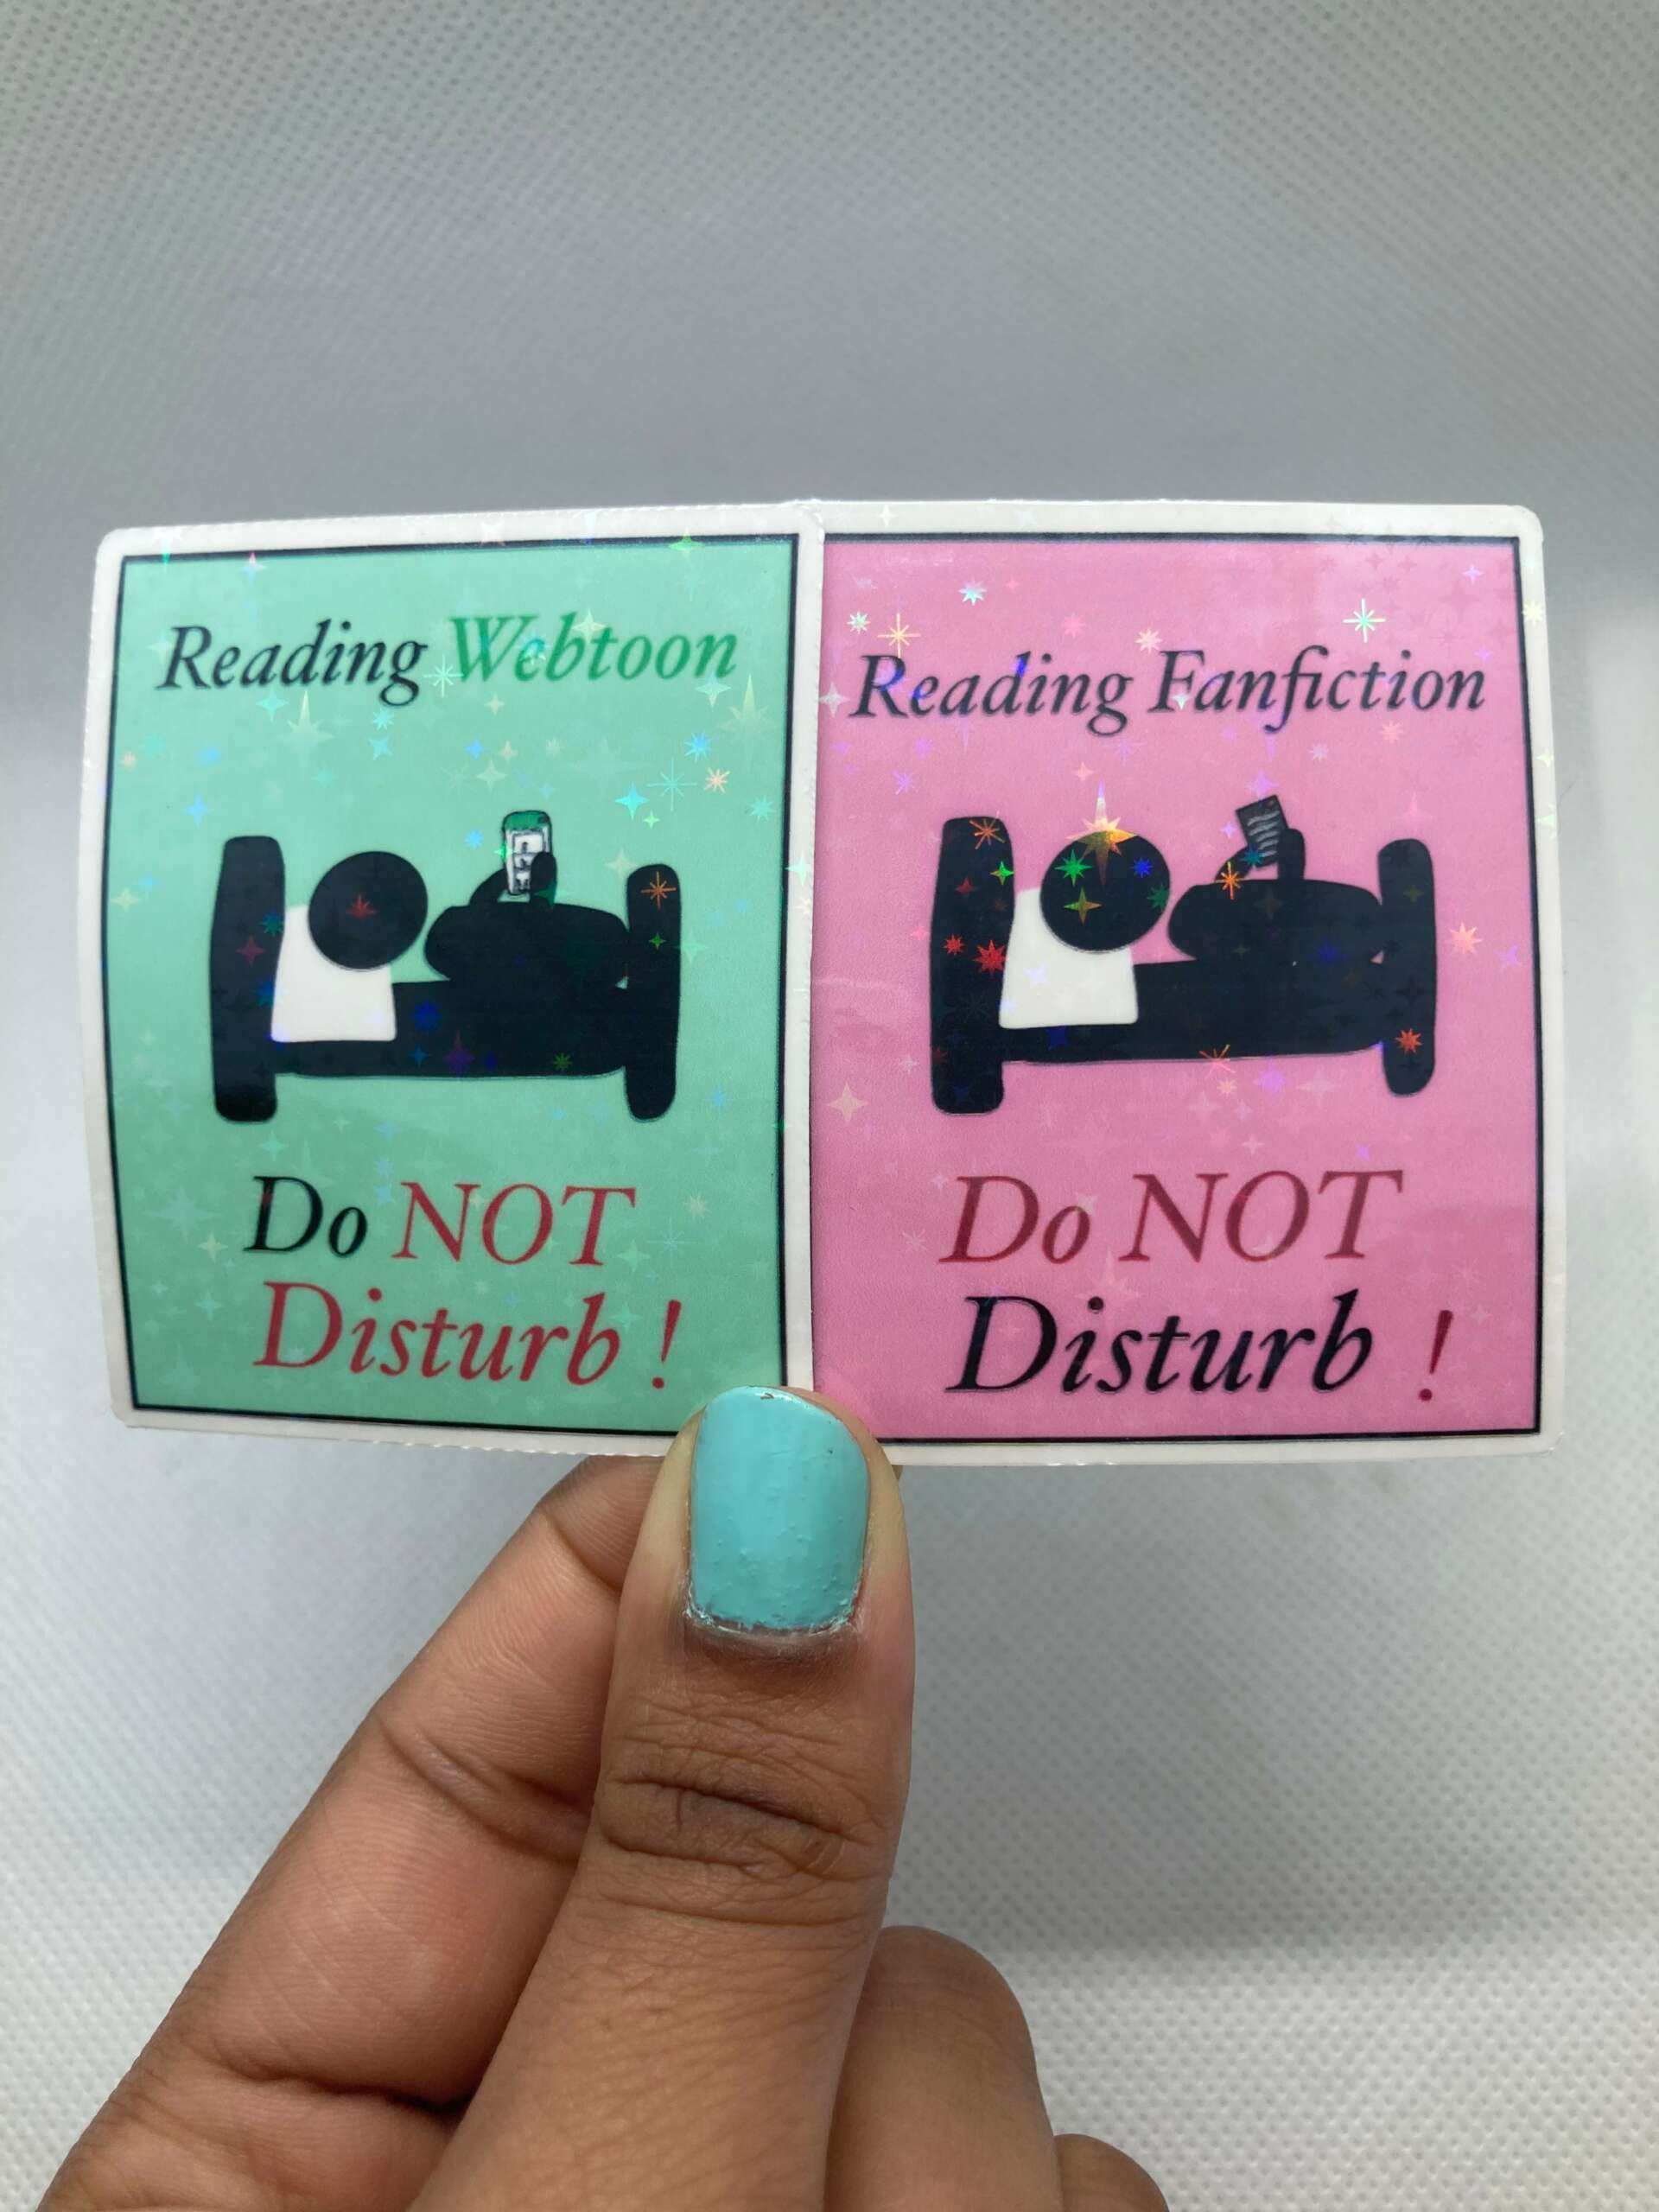 Reading Webtoon
Do NOT
Disturb !
Reading Fanfiction
Do NOT
Disturb !